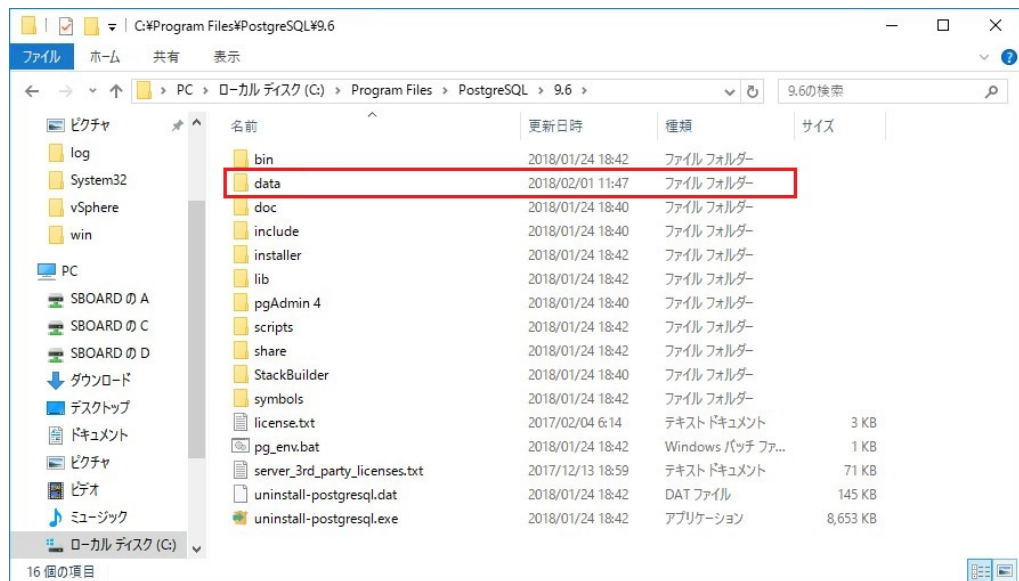 C:¥Program Files¥PostgreSQL¥9.6
ファイル ホーム 共有 表示
PC › ローカル ディスク (C:) › Program Files › PostgreSQL › 9.6 ›
9.6の検索
ピクチャ
log
System32
vSphere
win
PC
SBOARD の A
SBOARD の C
SBOARD の D
ダウンロード
デスクトップ
ドキュメント
ピクチャ
ビデオ
ミュージック
ローカル ディスク (C:)
名前 更新日時 種類 サイズ
bin 2018/01/24 18:42 ファイル フォルダー
data 2018/02/01 11:47 ファイル フォルダー
doc 2018/01/24 18:40 ファイル フォルダー
include 2018/01/24 18:40 ファイル フォルダー
installer 2018/01/24 18:42 ファイル フォルダー
lib 2018/01/24 18:42 ファイル フォルダー
pgAdmin 4 2018/01/24 18:40 ファイル フォルダー
scripts 2018/01/24 18:42 ファイル フォルダー
share 2018/01/24 18:42 ファイル フォルダー
StackBuilder 2018/01/24 18:40 ファイル フォルダー
symbols 2018/01/24 18:42 ファイル フォルダー
license.txt 2017/02/04 6:14 テキスト ドキュメント 3 KB
pg_env.bat 2018/01/24 18:42 Windows バッチ ファ... 1 KB
server_3rd_party_licenses.txt 2017/12/13 18:59 テキスト ドキュメント 71 KB
uninstall-postgresql.dat 2018/01/24 18:42 DAT ファイル 145 KB
uninstall-postgresql.exe 2018/01/24 18:42 アプリケーション 8,653 KB
16 個の項目